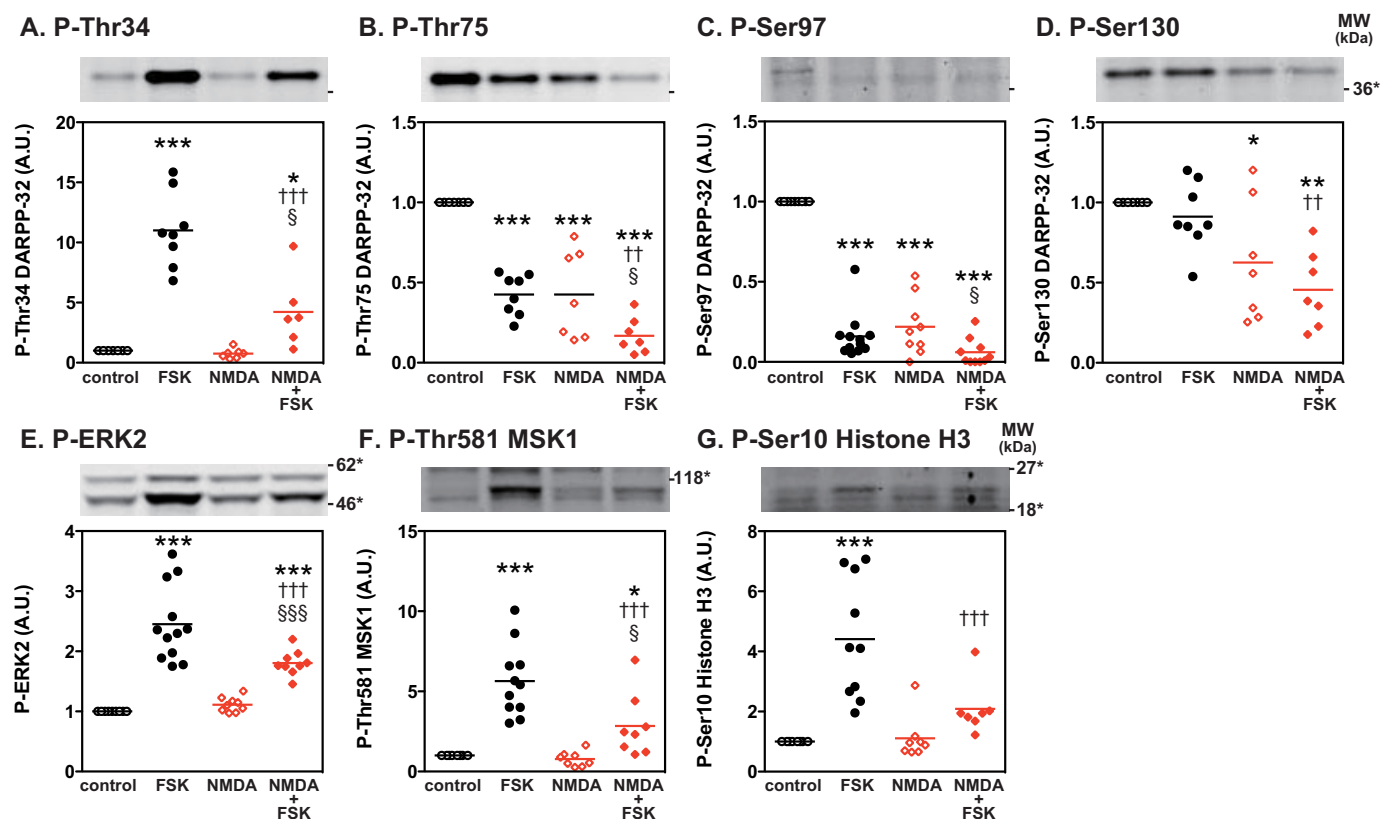 A. P-Thr34
B. P-Thr75
C. P-Ser97
D. P-Ser130
MW
(kDa)
- 36*
P-Thr34 DARPP-32 (A.U.)
20
15
10
5
0
***
*
†††
§
control
FSK
NMDA
NMDA
+
FSK
P-Thr75 DARPP-32 (A.U.)
1.5
1.0
0.5
0.0
***
***
***
††
§
control
FSK
NMDA
NMDA
+
FSK
P-Ser97 DARPP-32 (A.U.)
1.5
1.0
0.5
0.0
***
***
***
§
control
FSK
NMDA
NMDA
+
FSK
P-Ser130 DARPP-32 (A.U.)
1.5
1.0
0.5
0.0
*
**
††
control
FSK
NMDA
NMDA
+
FSK
E. P-ERK2
F. P-Thr581 MSK1
G. P-Ser10 Histone H3
MW
(kDa)
-62*
-46*
-118*
-27*
-18*
P-ERK2 (A.U.)
4
3
2
1
0
***
***
†††
§§§
control
FSK
NMDA
NMDA
+
FSK
P-Thr581 MSK1 (A.U.)
15
10
5
0
***
*
†††
§
control
FSK
NMDA
NMDA
+
FSK
P-Ser10 Histone H3 (A.U.)
8
6
4
2
0
***
†††
control
FSK
NMDA
NMDA
+
FSK